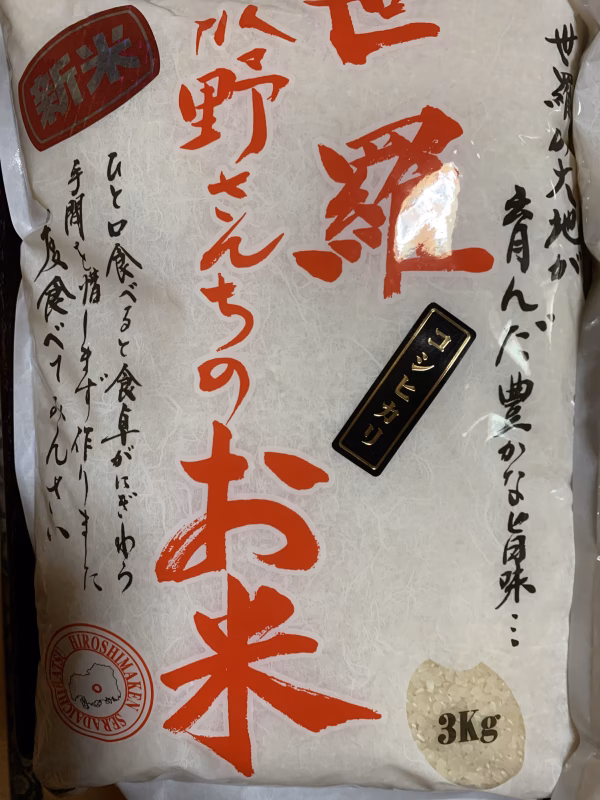 世羅の大地が
育んだ豊かな旨味…
世羅
コシヒカリ
野さんちの
お米
新米
ひと口食べると食卓がにぎわう
手間を惜しまず作りました
度食べてみんさい
HIROSHIMAKEN
3Kg